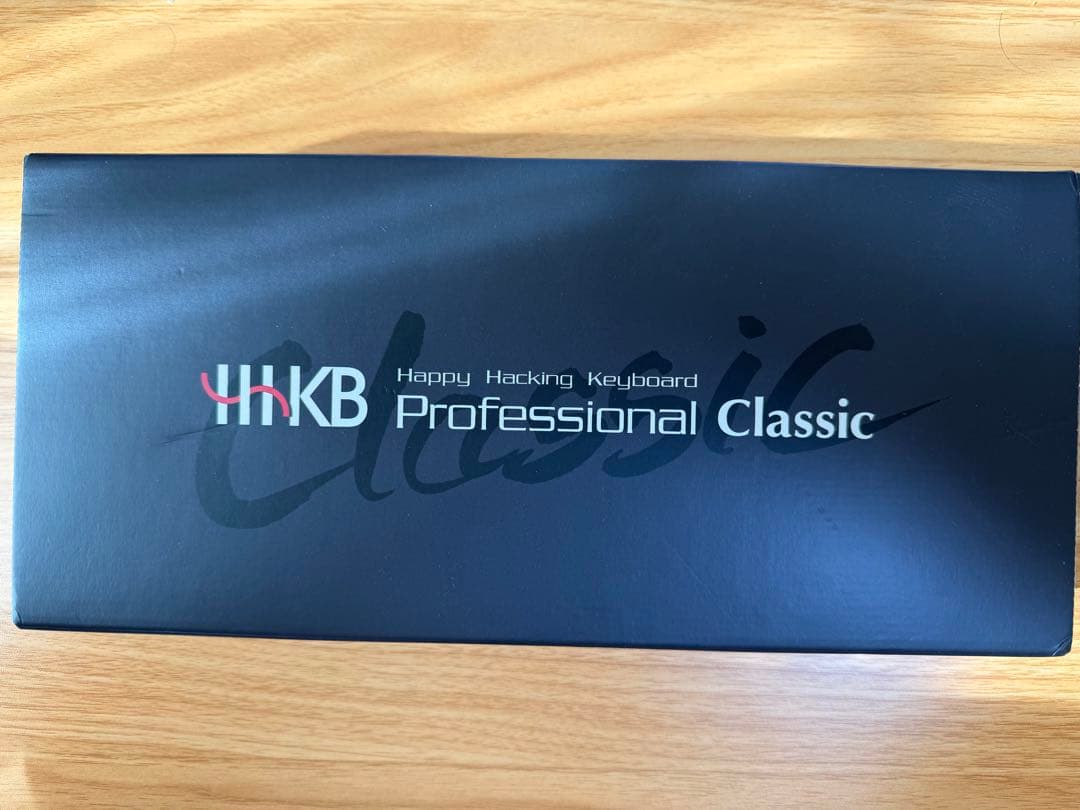 Classic
HHKB
Happy Hacking Keyboard
Professional Classic